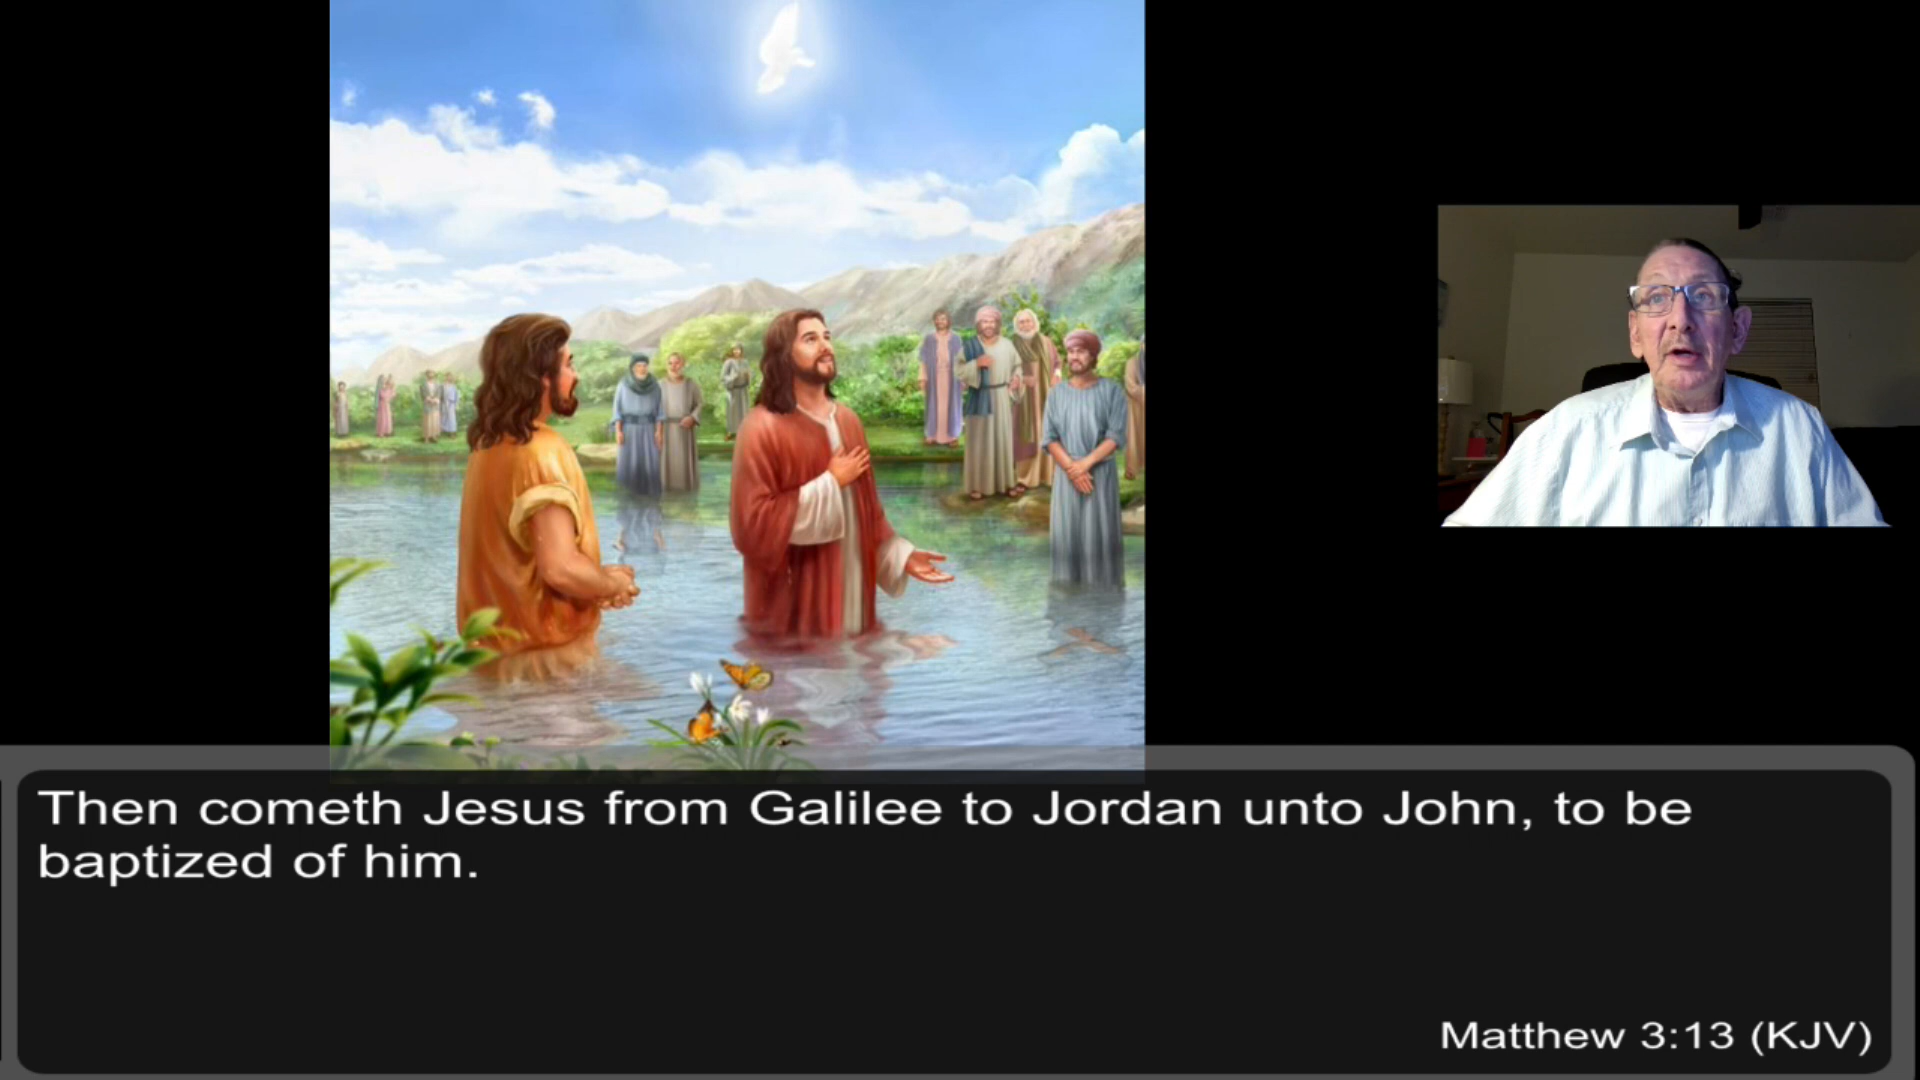 Then cometh Jesus from Galilee to Jordan unto John, to be
baptized of him.
Matthew 3:13 (KJV)